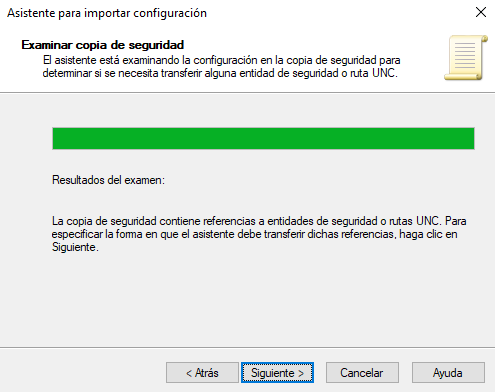 Asistente para importar configuración
Examinar copia de seguridad
El asistente está examinando la configuración en la copia de seguridad para
determinar si se necesita transferir alguna entidad de seguridad o ruta UNC.
Resultados del examen:
La copia de seguridad contiene referencias a entidades de seguridad o rutas UNC. Para
especificar la forma en que el asistente debe transferir dichas referencias, haga clic en
Siguiente.
< Atrás Siguiente > Cancelar Ayuda